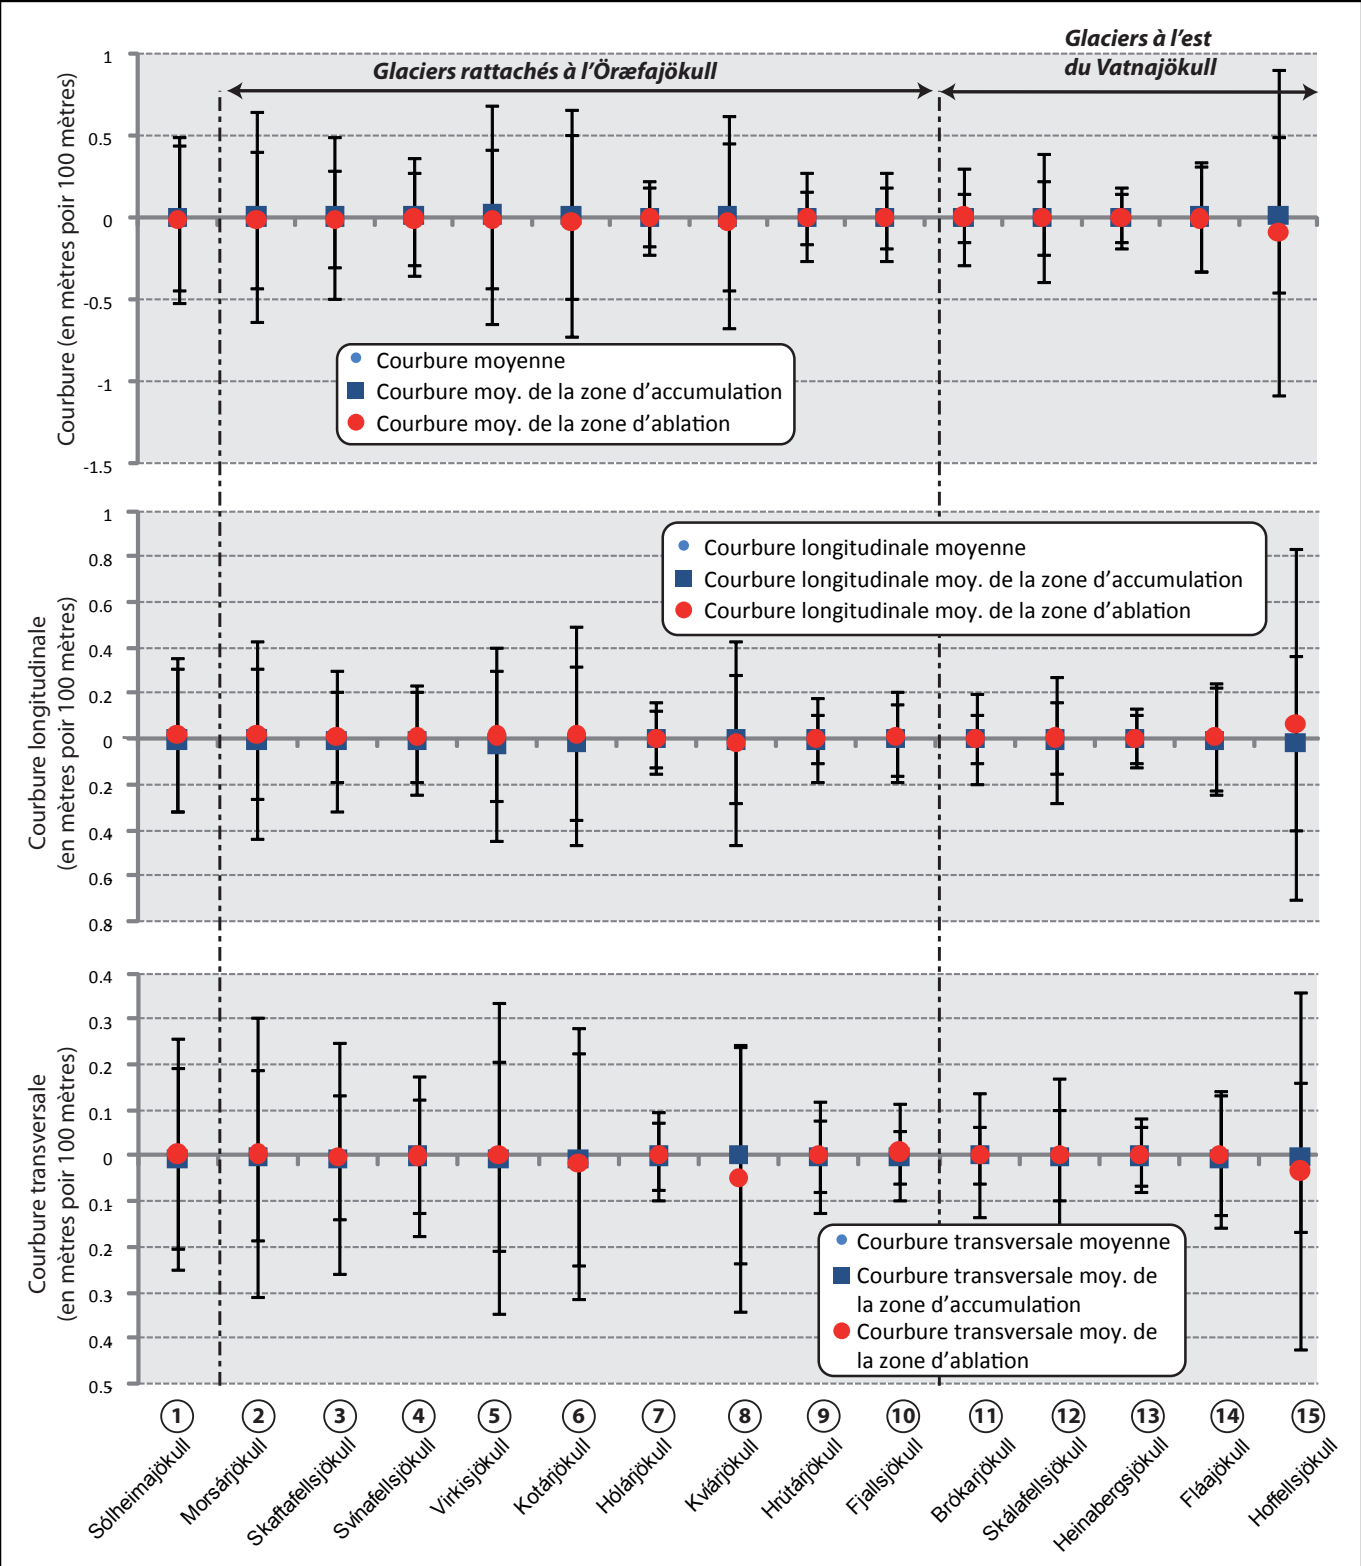 Glaciers à l'est
du Vatnajökull
Glaciers rattachés à l'Öræfajökull
Courbure (en mètres poir 100 mètres)
1
0.5
0
-0.5
-1
-1.5
Courbure moyenne
Courbure moy. de la zone d'accumulation
Courbure moy. de la zone d'ablation
Courbure longitudinale
(en mètres poir 100 mètres)
1
0.8
0.6
0.4
0.2
0
0.2
0.4
0.6
0.8
Courbure longitudinale moyenne
Courbure longitudinale moy. de la zone d'accumulation
Courbure longitudinale moy. de la zone d'ablation
Courbure transversale
(en mètres poir 100 mètres)
0.4
0.3
0.2
0.1
0
0.1
0.2
0.3
0.4
0.5
Courbure transversale moyenne
Courbure transversale moy. de
la zone d'accumulation
Courbure transversale moy. de
la zone d'ablation
1 2 3 4 5 6 7 8 9 10 11 12 13 14 15
Sólheimajökull
Morsárjökull
Skaftafellsjökull
Svínafellsjökull
Virkisjökull
Kotárjökull
Hólárjökull
Kvíárjökull
Hrútárjökull
Fjallsjökull
Brókarjökull
Skálafellsjökull
Heinabergsjökull
Fláajökull
Hoffellsjökull